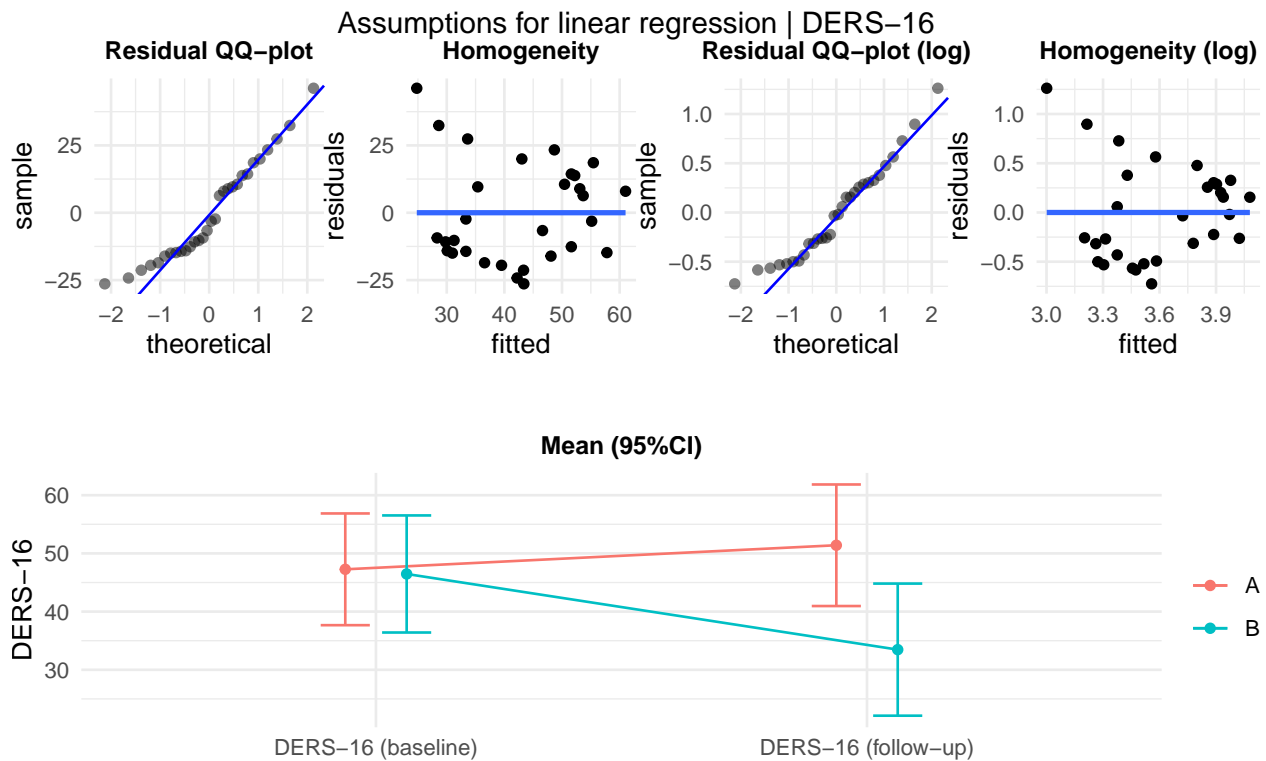 Assumptions for linear regression | DERS−16
Residual QQ−plot
Homogeneity
Residual QQ−plot (log)
Homogeneity (log)
sample
25
0
−25
−2 −1 0 1 2
theoretical
residuals
25
0
−25
30 40 50 60
fitted
sample
1.0
0.5
0.0
−0.5
−2 −1 0 1 2
theoretical
residuals
1.0
0.5
0.0
−0.5
3.0 3.3 3.6 3.9
fitted
Mean (95%CI)
DERS−16
60
50
40
30
DERS−16 (baseline)
DERS−16 (follow−up)
A
B